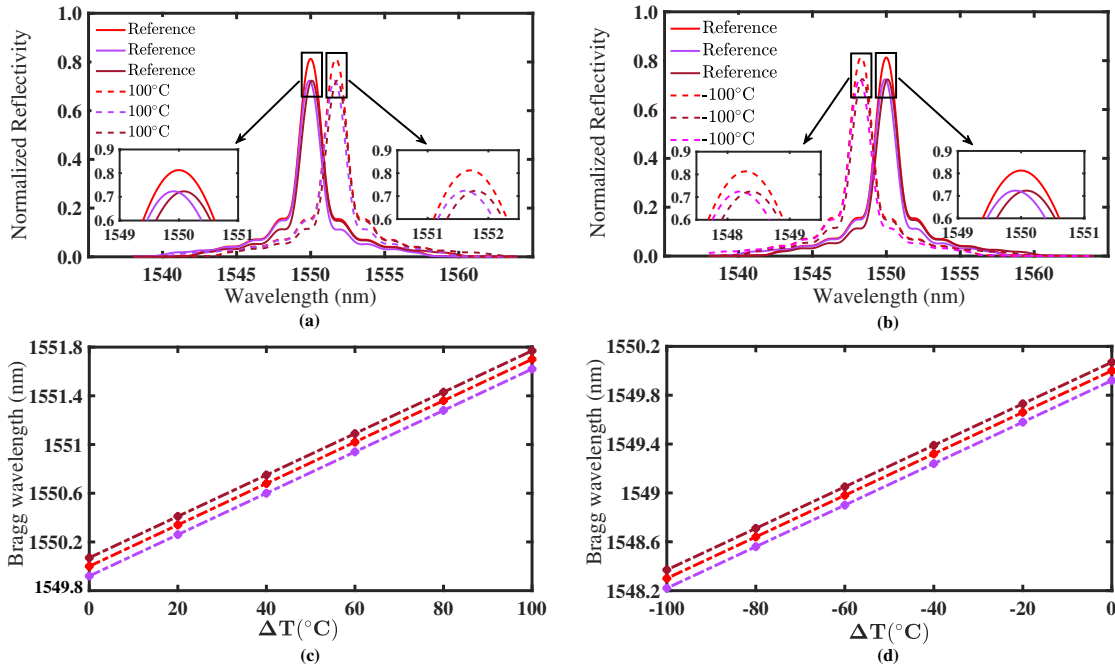 Normalized Reflectivity
1.0
0.8
0.6
0.4
0.2
0.0
Reference
Reference
Reference
100°C
100°C
100°C
0.9
0.8
0.7
0.6
1549 1550 1551
0.9
0.8
0.7
0.6
1551 1552
1540 1545 1550 1555 1560
Wavelength (nm)
(a)
Normalized Reflectivity
1.0
0.8
0.6
0.4
0.2
0.0
Reference
Reference
Reference
-100°C
-100°C
-100°C
0.9
0.8
0.7
0.6
1548 1549
0.9
0.8
0.7
0.6
1549 1550 1551
1540 1545 1550 1555 1560
Wavelength (nm)
(b)
Bragg wavelength (nm)
1551.8
1551.4
1551
1550.6
1550.2
1549.8
0 20 40 60 80 100
ΔT(°C)
(c)
Bragg wavelength (nm)
1550.2
1549.8
1549.4
1549
1548.6
1548.2
-100 -80 -60 -40 -20 0
ΔT(°C)
(d)